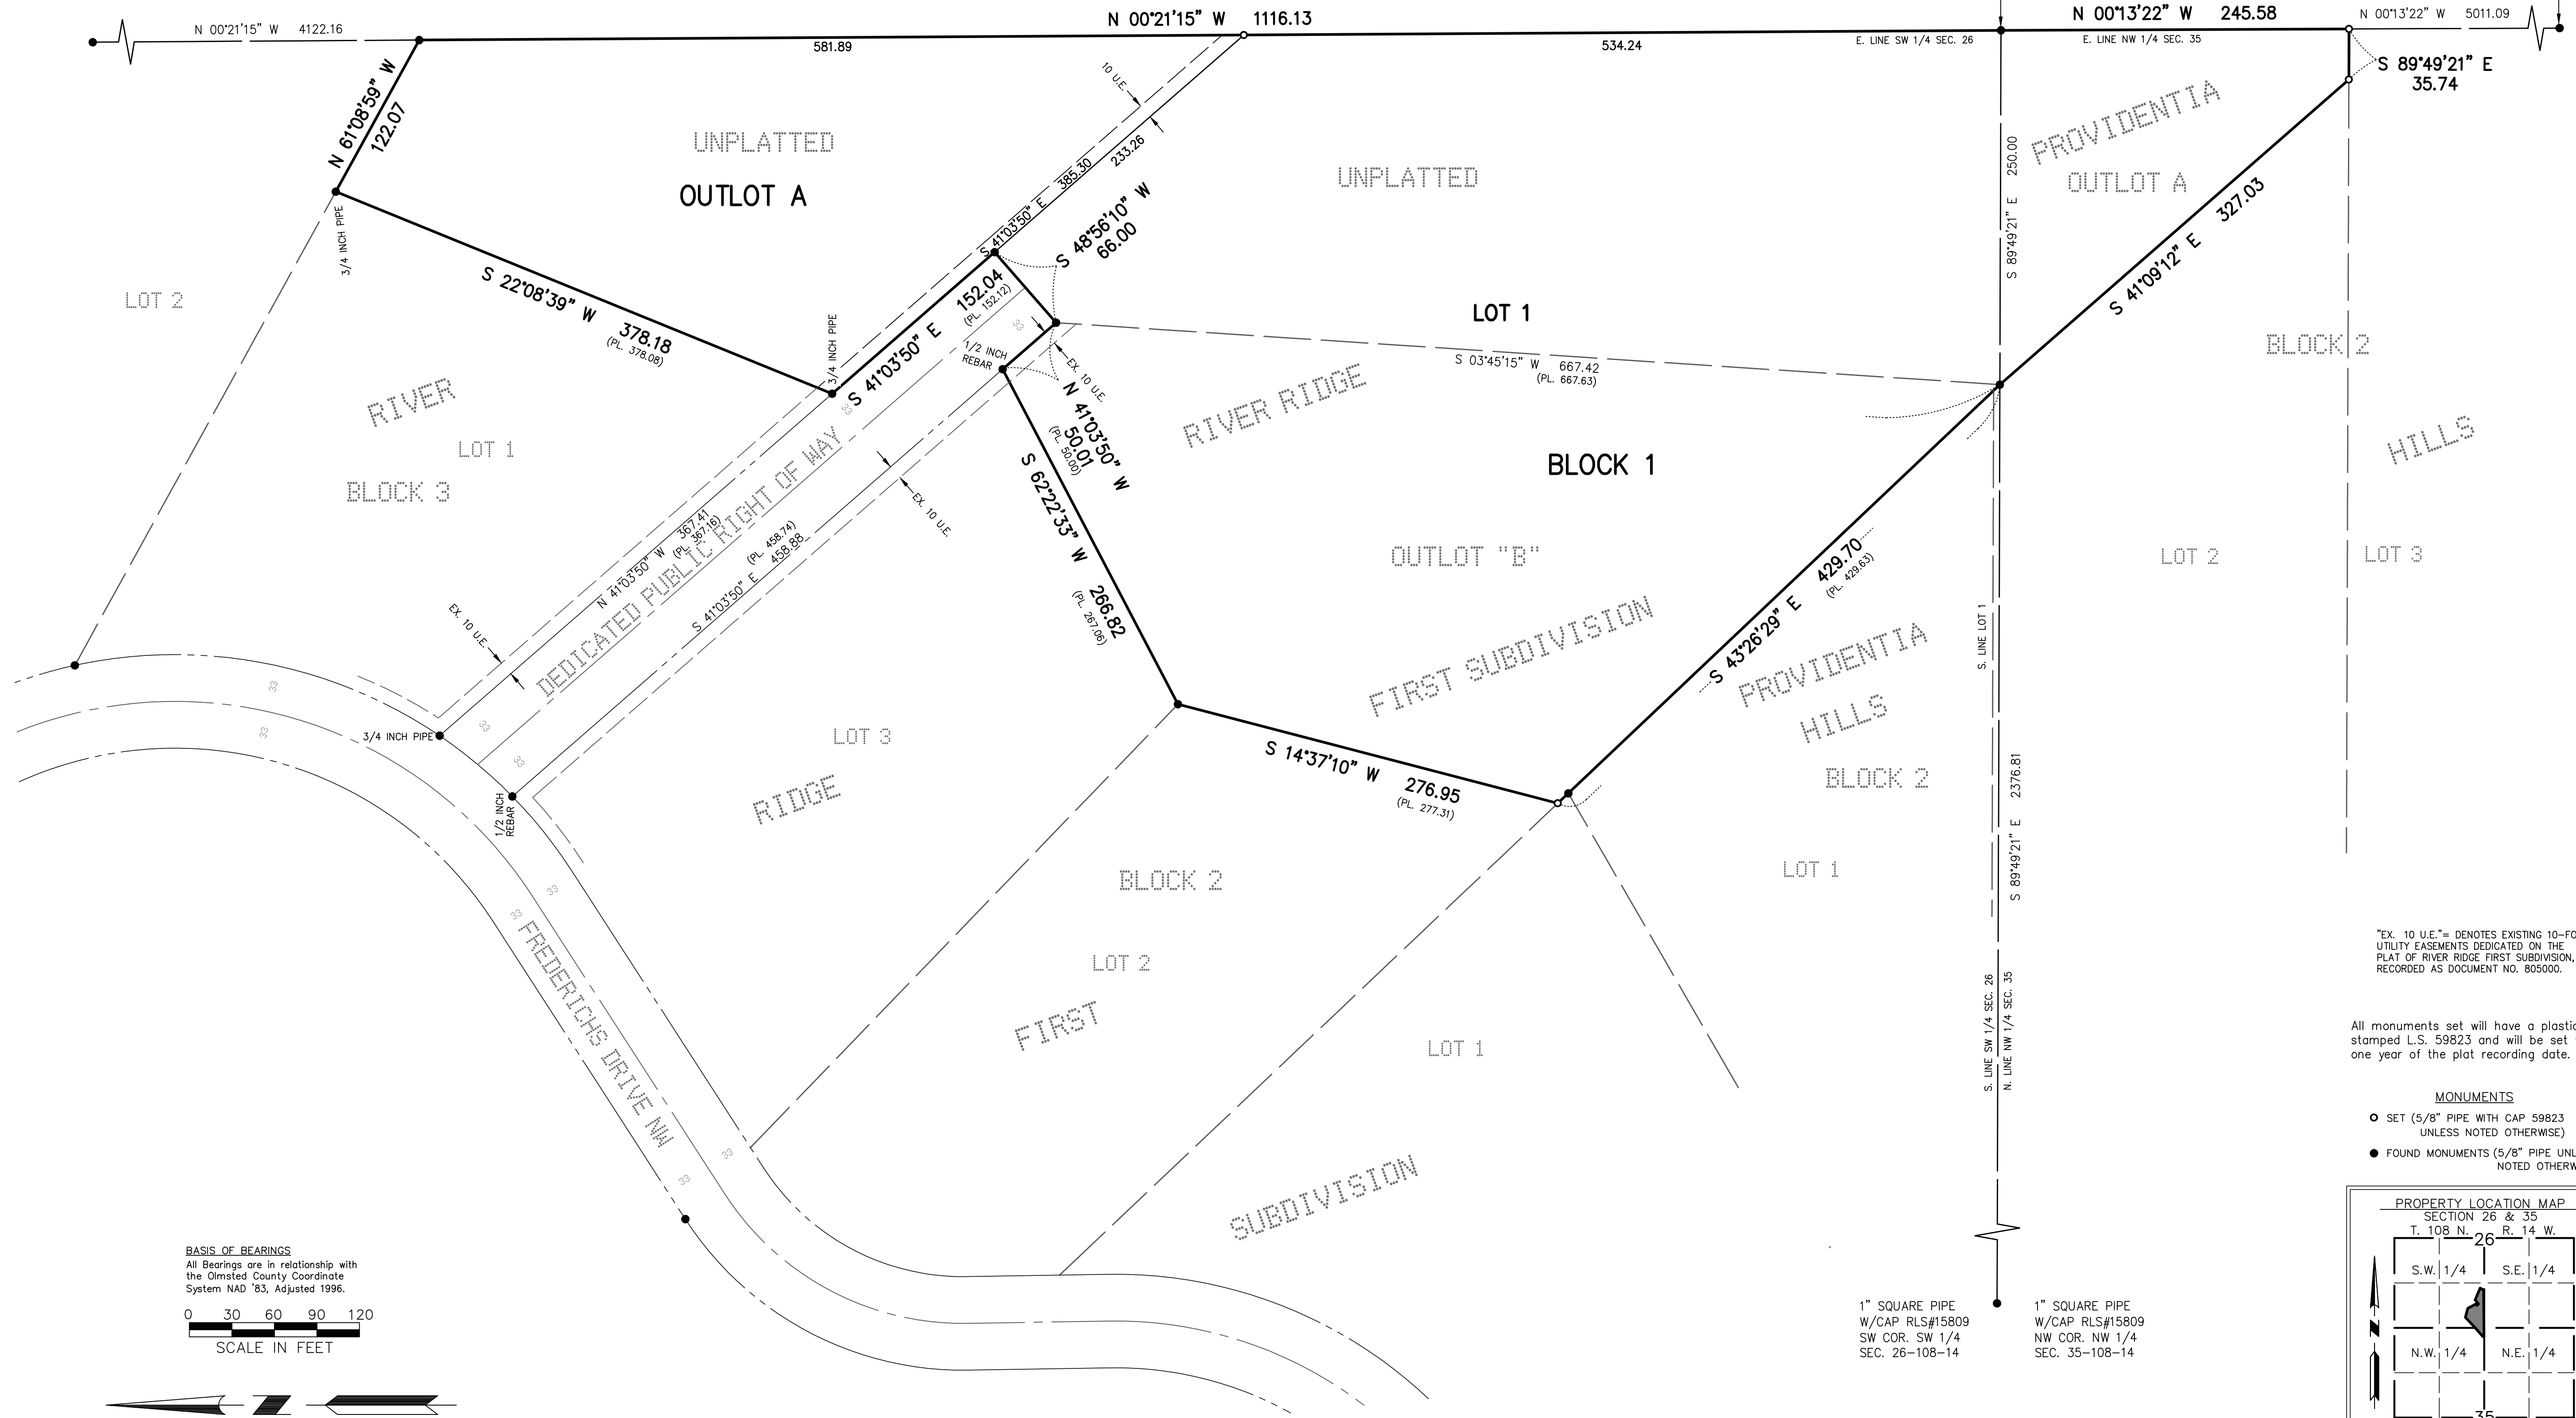 N 00°21'15" W 4122.16
N 00°21'15" W 1116.13
N 00°13'22" W 245.58
N 00°13'22" W 5011.09
581.89
534.24
E. LINE SW 1/4 SEC. 26
E. LINE NW 1/4 SEC. 35
S 89°49'21" E
35.74
N 61°08'59" W
122.07
10 U.E.
UNPLATTED
OUTLOT A
S 41°03'50" E 385.30
233.26
UNPLATTED
S 89°49'21" E 250.00
PROVIDENTIA
OUTLOT A
S 41°09'12" E 327.03
3/4 INCH PIPE
S 22°08'39" W 378.18
(PL. 378.08)
S 48°56'10" W
66.00
LOT 2
S 41°03'50" E 152.04
(PL. 152.12)
33
3/4 INCH PIPE
33
1/2 INCH
REBAR
EX. 10 U.E.
N 41°03'50" W
50.01
(PL. 50.00)
LOT 1
S 03°45'15" W 667.42
(PL. 667.63)
BLOCK 2
RIVER
LOT 1
BLOCK 3
RIVER RIDGE
BLOCK 1
HILLS
EX. 10 U.E.
S 62°22'33" W 266.82
(PL. 267.06)
N 41°03'50" W 367.41
(PL. 367.16)
DEDICATED PUBLIC RIGHT OF WAY
(PL. 458.74)
S 41°03'50" E 458.88
EX. 10 U.E.
OUTLOT "B"
S 43°26'29" E 429.70
(PL. 429.63)
LOT 2
LOT 3
S. LINE LOT 1
FIRST SUBDIVISION
PROVIDENTIA
HILLS
BLOCK 2
33
33
33
33
3/4 INCH PIPE
1/2 INCH
REBAR
LOT 3
RIDGE
S 14°37'10" W 276.95
(PL. 277.31)
S 89°49'21" E 2376.81
LOT 1
BLOCK 2
LOT 2
FIRST
LOT 1
SUBDIVISION
33
33
FREDERICHS DRIVE NW
33
33
S. LINE SW 1/4 SEC. 26
N. LINE NW 1/4 SEC. 35
"EX. 10 U.E."= DENOTES EXISTING 10-FO
UTILITY EASEMENTS DEDICATED ON THE
PLAT OF RIVER RIDGE FIRST SUBDIVISION,
RECORDED AS DOCUMENT NO. 805000.
All monuments set will have a plastic
stamped L.S. 59823 and will be set
one year of the plat recording date.
MONUMENTS
SET (5/8" PIPE WITH CAP 59823
UNLESS NOTED OTHERWISE)
FOUND MONUMENTS (5/8" PIPE UNL
NOTED OTHERW
PROPERTY LOCATION MAP
SECTION 26 & 35
T. 108 N. R. 14 W.
26
S.W. 1/4 S.E. 1/4
N.W. 1/4 N.E. 1/4
35
BASIS OF BEARINGS
All Bearings are in relationship with
the Olmsted County Coordinate
System NAD '83, Adjusted 1996.
0 30 60 90 120
SCALE IN FEET
1" SQUARE PIPE
W/CAP RLS#15809
SW COR. SW 1/4
SEC. 26-108-14
1" SQUARE PIPE
W/CAP RLS#15809
NW COR. NW 1/4
SEC. 35-108-14